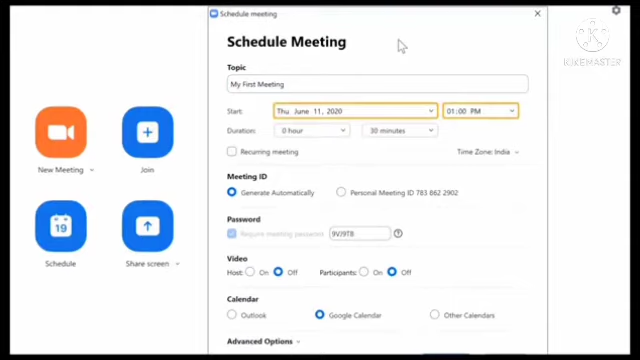 Schedule meeting
Schedule Meeting
Topic
My First Meeting
Start: Thu June 11, 2020 01:00 PM
Duration: 0 hour 30 minutes
Recurring meeting Time Zone: India
Meeting ID
Generate Automatically Personal Meeting ID 783 862 2902
Password
Require meeting password 9VJ9TB
Video
Host: On Off Participants: On Off
Calendar
Outlook Google Calendar Other Calendars
Advanced Options
New Meeting
Join
19
Schedule
Share screen
KINEMASTER